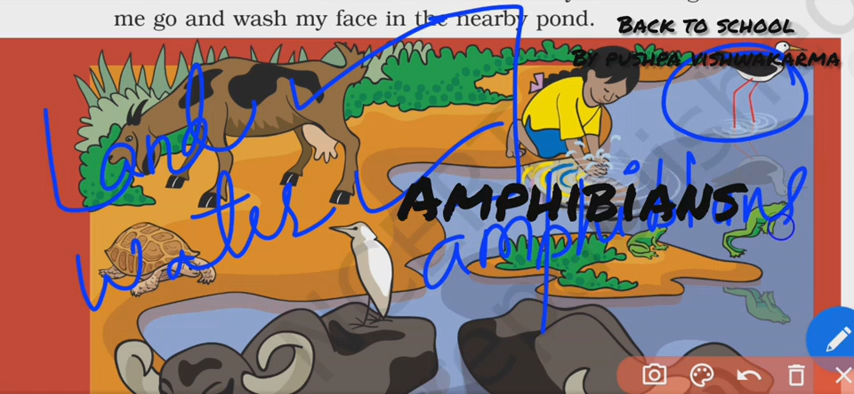 me go and wash my face in the nearby pond.
BACK TO SCHOOL
BY PUSHPA VISHWAKARMA
Land
AMPHIBIANS
water
amphibians